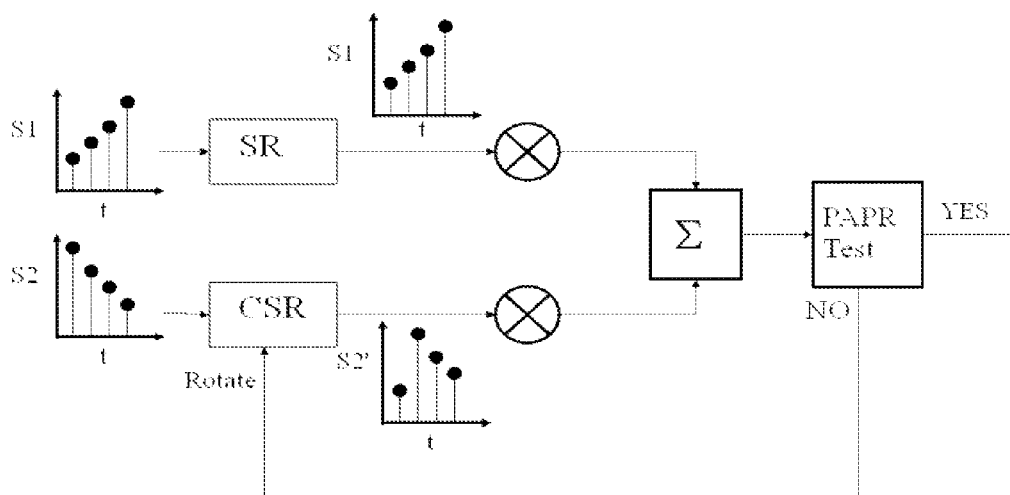 S1
t
S1
t
SR
S2
t
CSR
Rotate
S2'
t
Σ
PAPR
Test
YES
NO